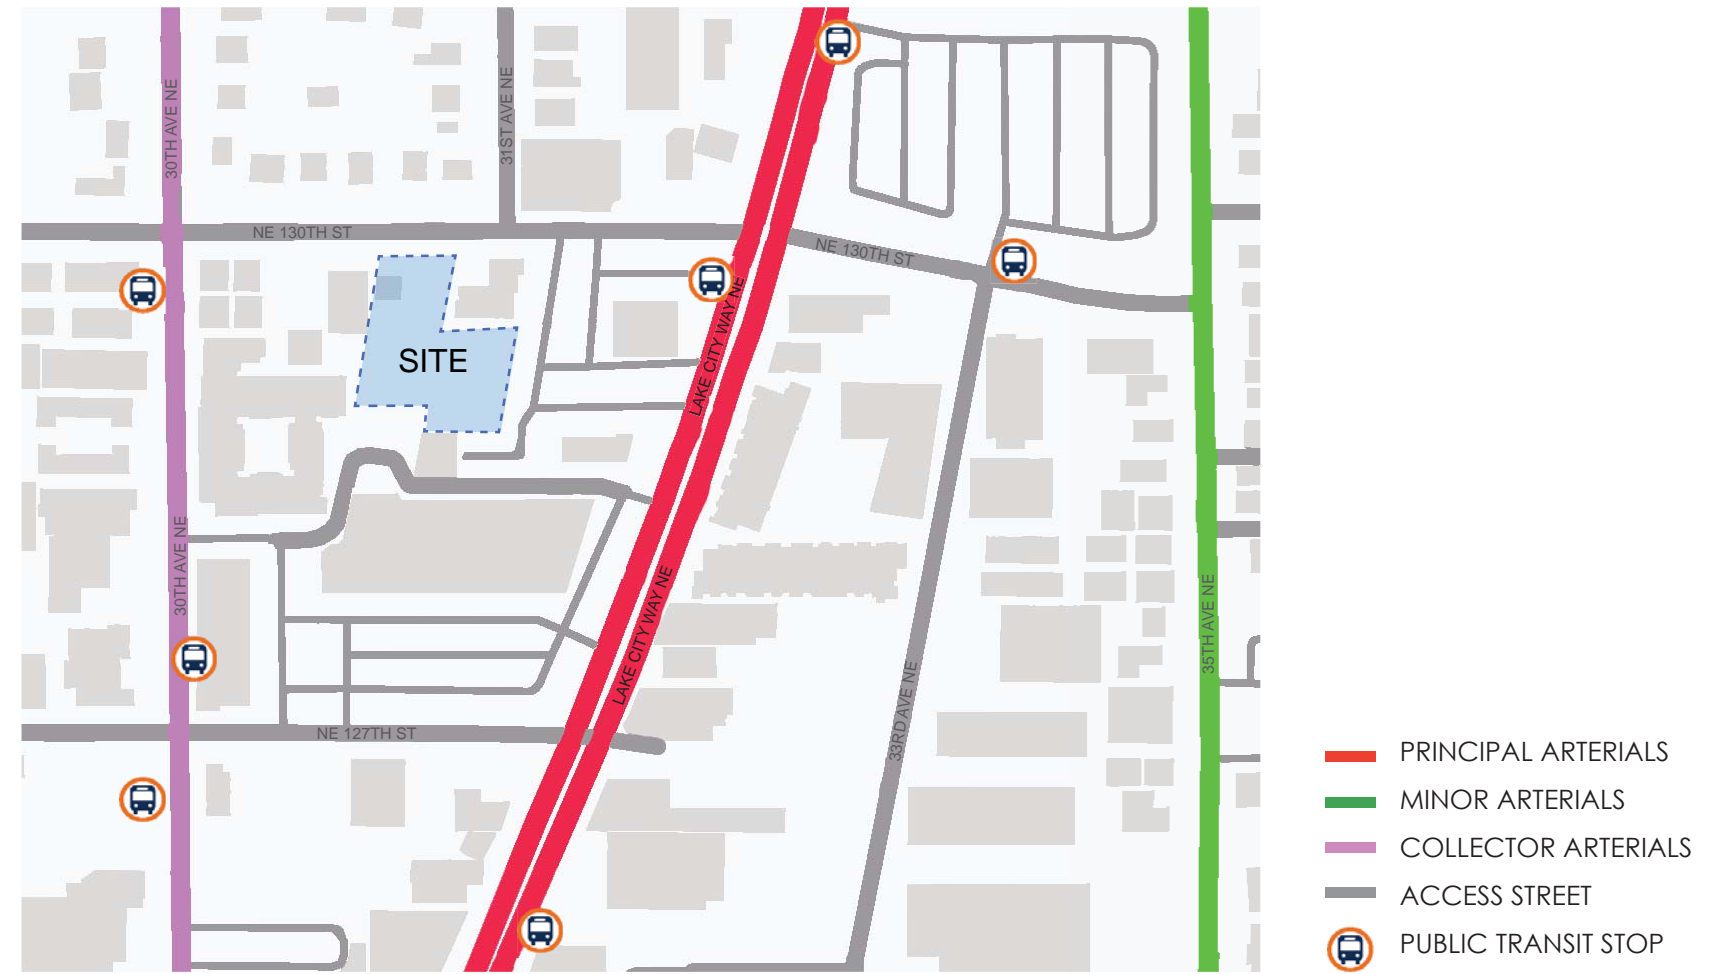 30TH AVE NE
31ST AVE NE
NE 130TH ST
NE 130TH ST
LAKE CITY WAY NE
SITE
30TH AVE NE
LAKE CITY WAY NE
35TH AVE NE
33RD AVE NE
NE 127TH ST
PRINCIPAL ARTERIALS
MINOR ARTERIALS
COLLECTOR ARTERIALS
ACCESS STREET
PUBLIC TRANSIT STOP